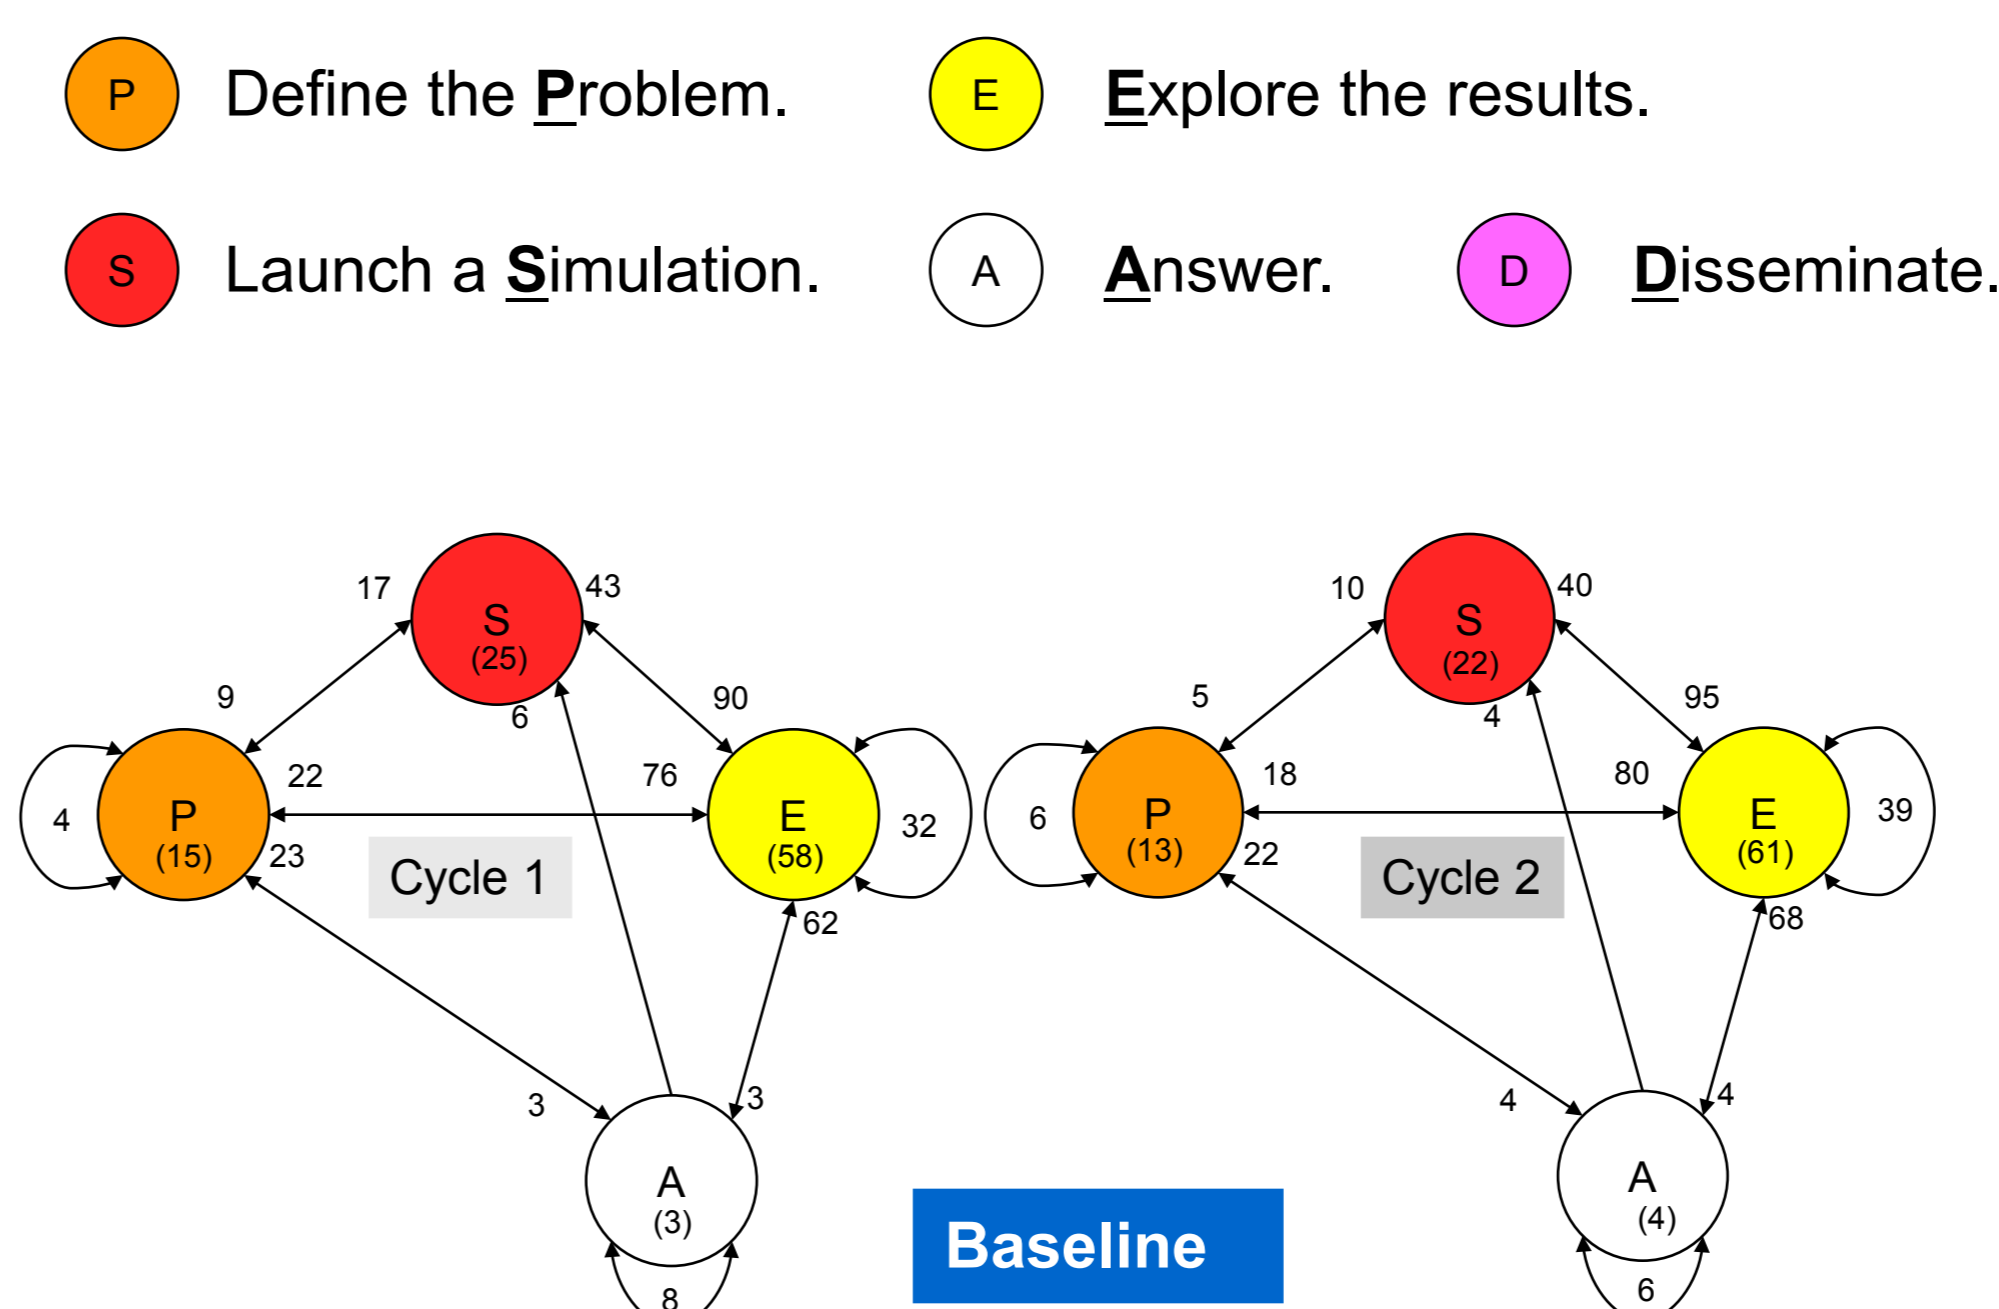 P Define the Problem.
E Explore the results.
S Launch a Simulation.
A Answer.
D Disseminate.
17
S
(25)
43
9
6
90
4
P
(15)
22
23
76
E
(58)
32
Cycle 1
62
3
3
A
(3)
8
10
S
(22)
40
5
4
95
6
P
(13)
18
22
80
E
(61)
39
Cycle 2
68
4
4
A
(4)
6
Baseline